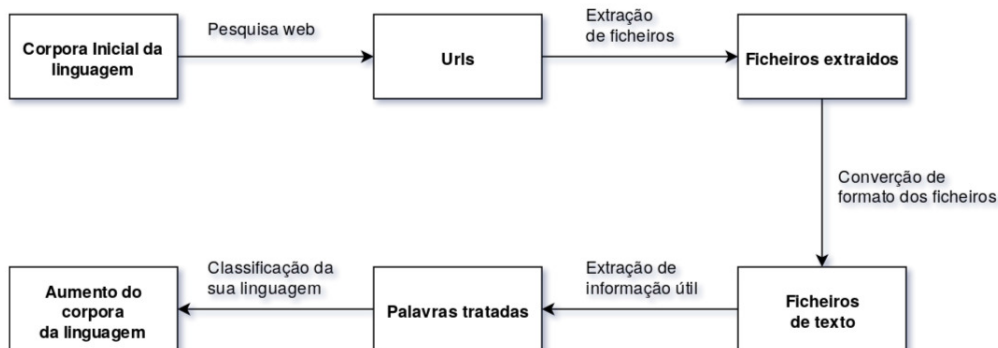 Corpora Inicial da
linguagem
Pesquisa web
Urls
Extração
de ficheiros
Ficheiros extraidos
Converção de
formato dos ficheiros
Ficheiros
de texto
Extração de
informação útil
Palavras tratadas
Classificação da
sua linguagem
Aumento do
corpora
da linguagem